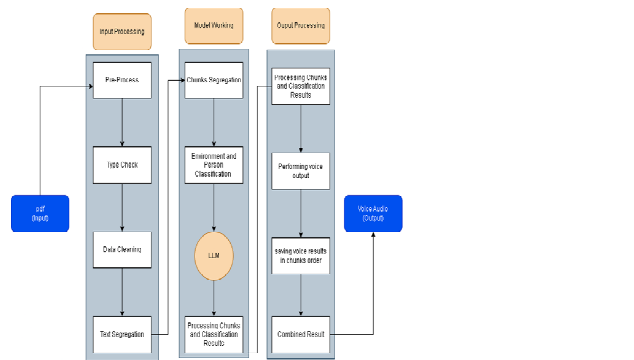 Input Processing
Pre-Process
Type Check
Data Cleaning
Text Segregation
pdf
(Input)
Model Working
Chunks Segregation
Environment and
Person
Classification
LLM
Processing Chunks
and Classification
Results
Ouput Processing
Processing Chunks
and Classification
Results
Performing voice
output
saving voice results
in chunks order
Combined Result
Voice Audio
(Output)